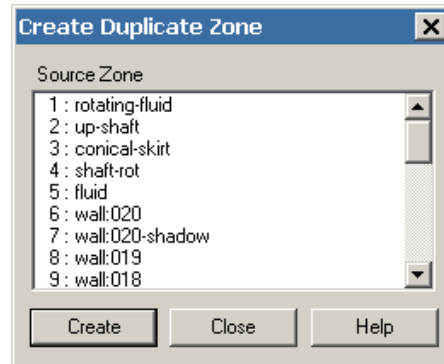 Create Duplicate Zone
Source Zone
1 : rotating-fluid
2 : up-shaft
3 : conical-skirt
4 : shaft-rot
5 : fluid
6 : wall:020
7 : wall:020-shadow
8 : wall:019
9 : wall:018
Create Close Help